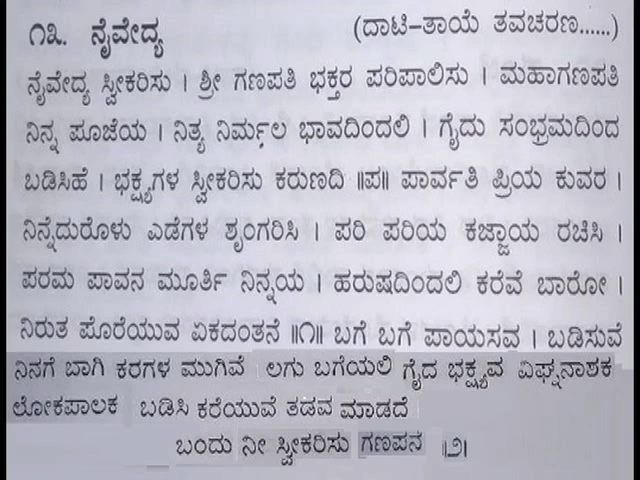 ೧೩. ನೈವೇದ್ಯ (ದಾಟಿ-ತಾಯೆ ತವಚರಣ......)
ನೈವೇದ್ಯ ಸ್ವೀಕರಿಸು । ಶ್ರೀ ಗಣಪತಿ ಭಕ್ತರ ಪರಿಪಾಲಿಸು । ಮಹಾಗಣಪತಿ
ನಿನ್ನ ಪೂಜೆಯ । ನಿತ್ಯ ನಿರ್ಮಲ ಭಾವದಿಂದಲಿ । ಗೈದು ಸಂಭ್ರಮದಿಂದ
ಬಡಿಸಿಹೆ । ಭಕ್ಷ್ಯಗಳ ಸ್ವೀಕರಿಸು ಕರುಣದಿ ॥ಪ॥ ಪಾರ್ವತಿ ಪ್ರಿಯ ಕುವರ ।
ನಿನ್ನೆದುರೊಳು ಎಡೆಗಳ ಶೃಂಗರಿಸಿ । ಪರಿ ಪರಿಯ ಕಜ್ಜಾಯ ರಚಿಸಿ ।
ಪರಮ ಪಾವನ ಮೂರ್ತಿ ನಿನ್ನಯ । ಹರುಷದಿಂದಲಿ ಕರೆವೆ ಬಾರೋ ।
ನಿರುತ ಪೊರೆಯುವ ಏಕದಂತನೆ ॥೧॥ ಬಗೆ ಬಗೆ ಪಾಯಸವ । ಬಡಿಸುವೆ
ನಿನಗೆ ಬಾಗಿ ಕರಗಳ ಮುಗಿವೆ ಲಗು ಬಗೆಯಲಿ ಗೈದ ಭಕ್ಷ್ಯವ ವಿಘ್ನನಾಶಕ
ಲೋಕಪಾಲಕ ಬಡಿಸಿ ಕರೆಯುವೆ ತಡವ ಮಾಡದೆ
ಬಂದು ನೀ ಸ್ವೀಕರಿಸು ಗಣಪನ ॥೨॥